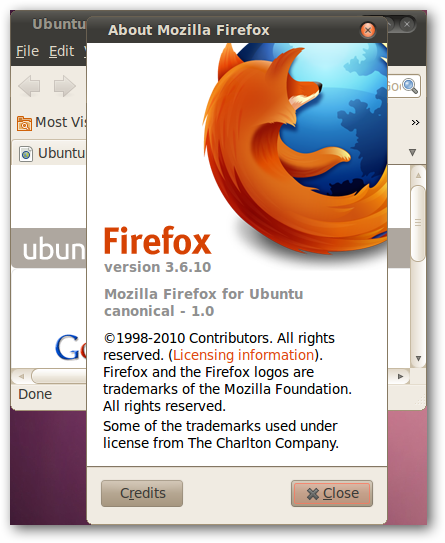 Ubuntu
About Mozilla Firefox
File Edit
Most Vis
»
Ubuntu
ubun
Go
Firefox
version 3.6.10
Mozilla Firefox for Ubuntu
canonical - 1.0
©1998-2010 Contributors. All rights
reserved. (Licensing information).
Firefox and the Firefox logos are
trademarks of the Mozilla Foundation.
All rights reserved.
Some of the trademarks used under
license from The Charlton Company.
Done
Credits
Close